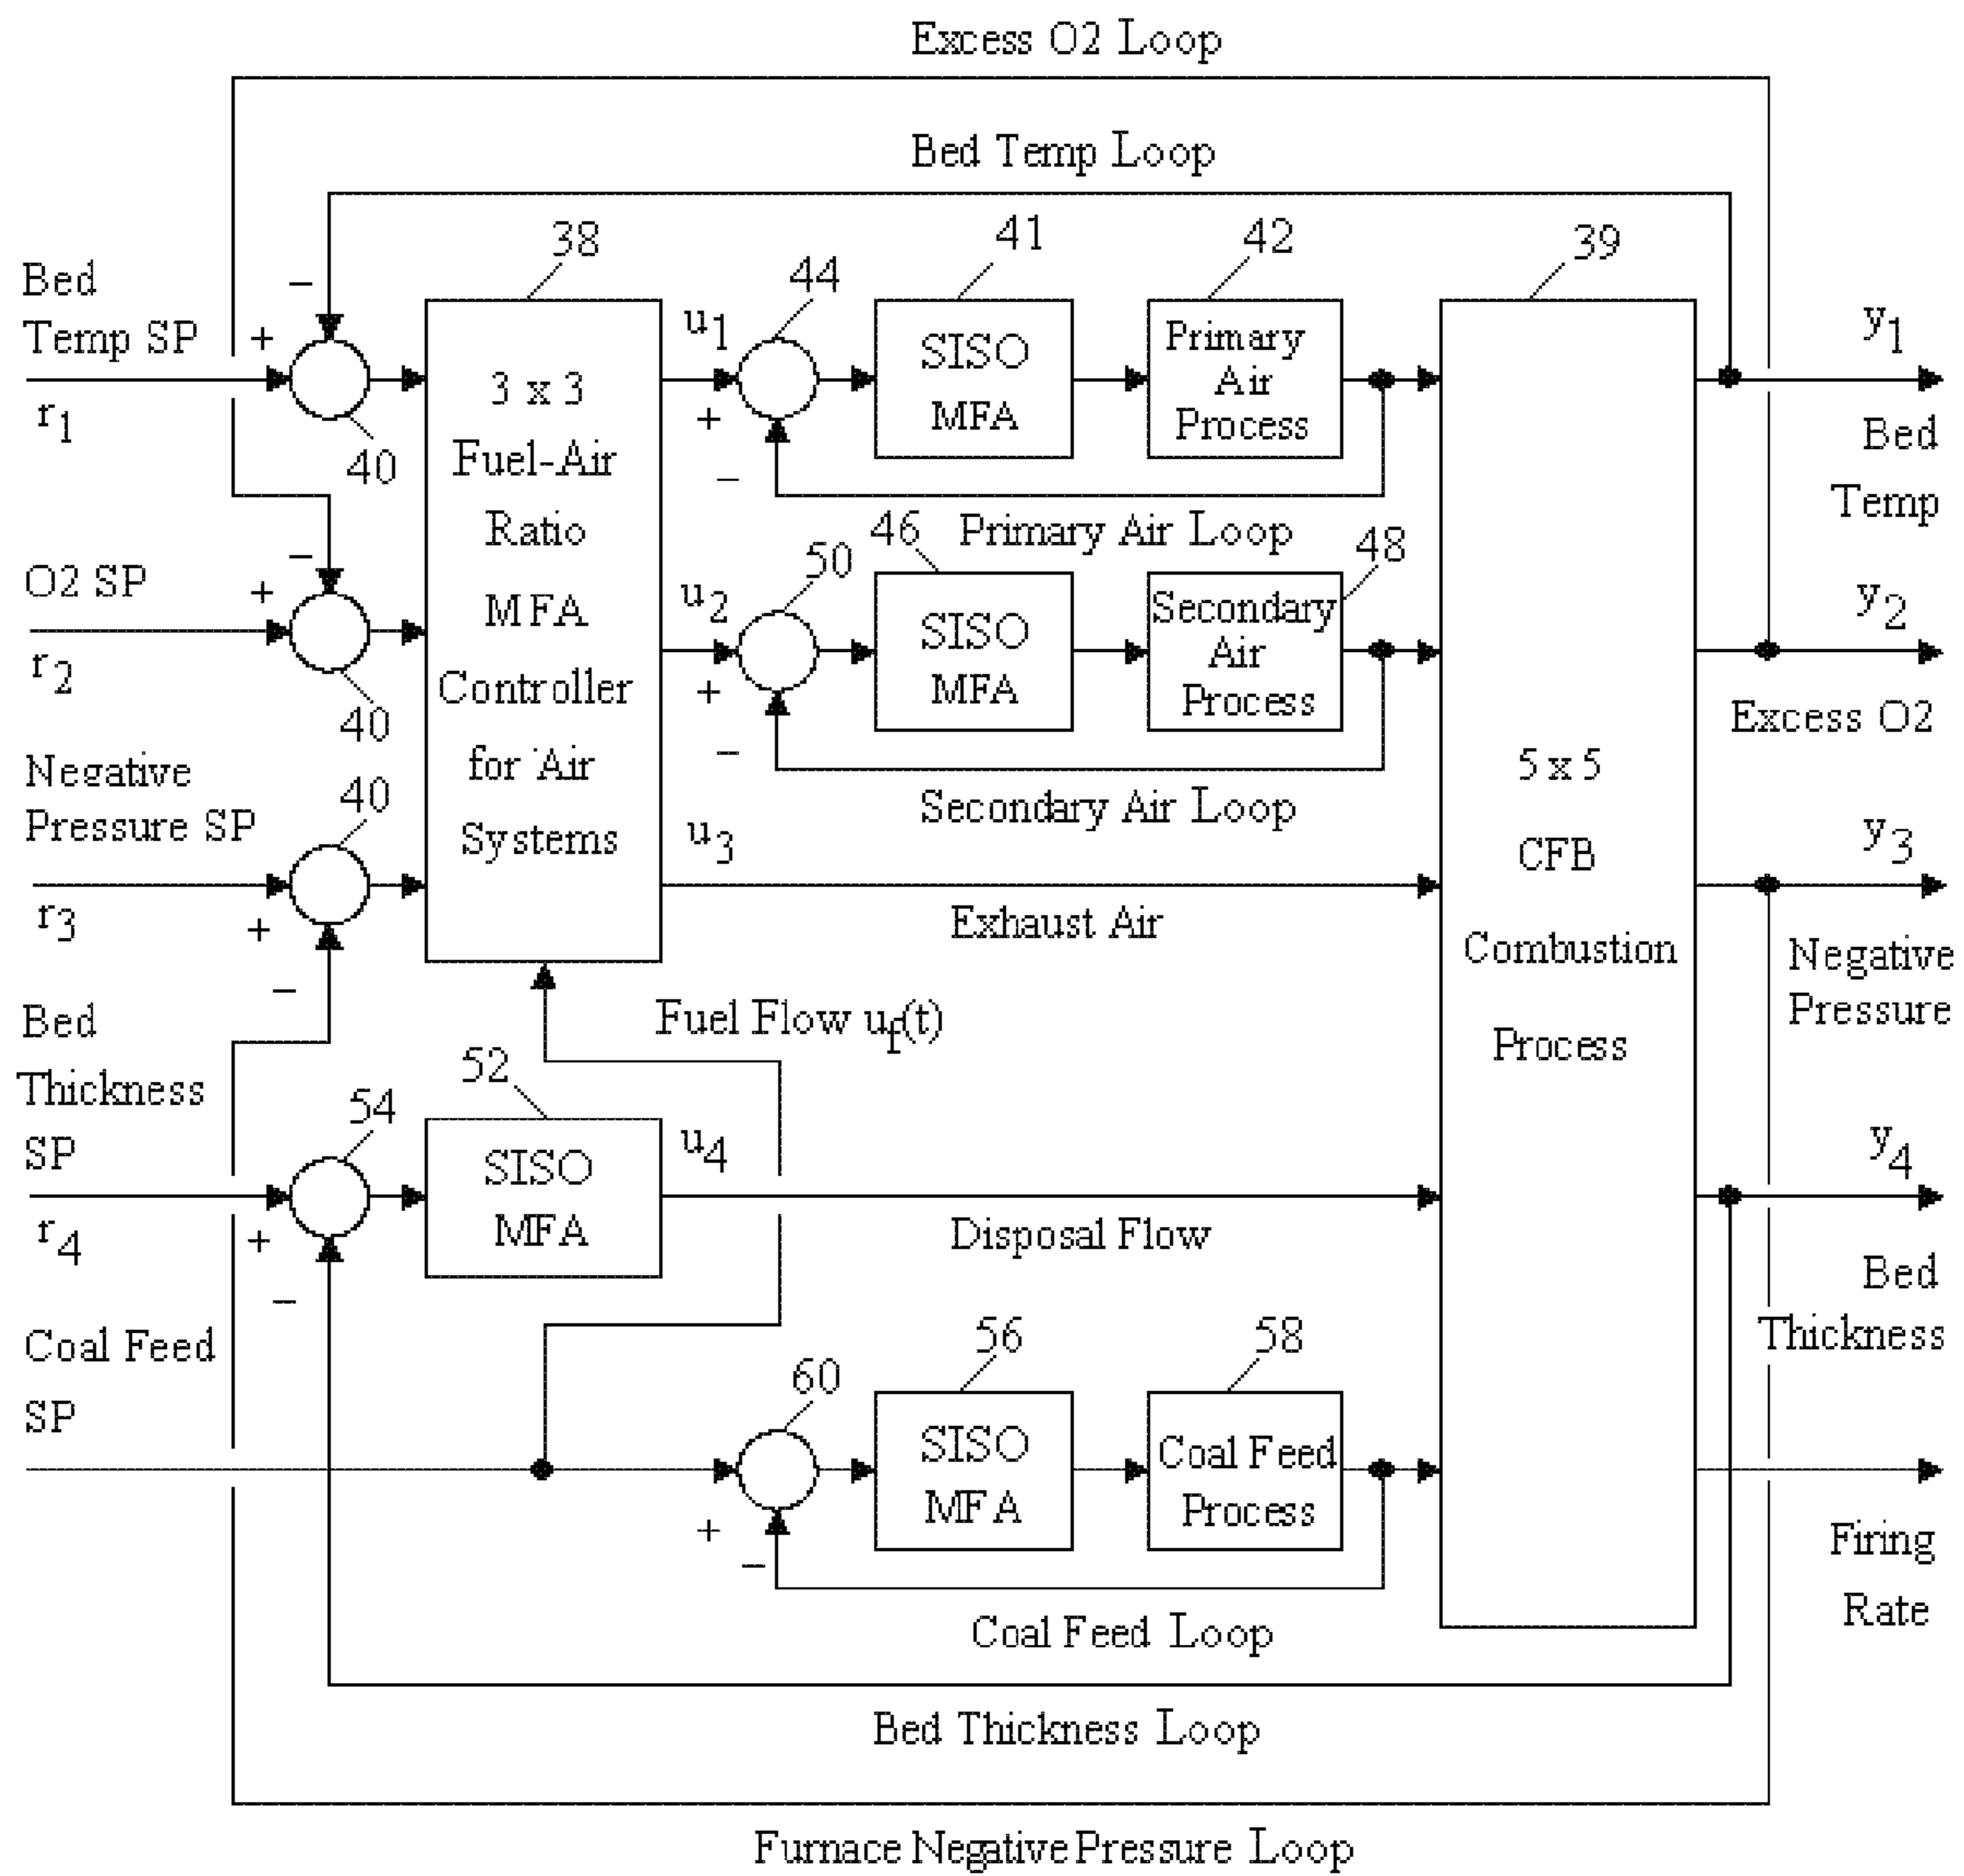 Excess O2 Loop
Bed Temp Loop
38
41
42
39
44
Bed
Temp SP
−
+
r1
40
3 x 3
Fuel-Air
Ratio
MFA
Controller
for Air
Systems
u1
+
−
SISO
MFA
Primary
Air
Process
y1
Bed
Temp
Primary Air Loop
46
48
50
O2 SP
−
+
r2
40
u2
+
−
SISO
MFA
Secondary
Air
Process
y2
Excess O2
Secondary Air Loop
5 x 5
CFB
Combustion
Process
Negative
Pressure SP
40
r3
+
−
u3
Exhaust Air
y3
Negative
Pressure
Fuel Flow uf(t)
Bed
Thickness
SP
52
54
r4
+
−
SISO
MFA
u4
Disposal Flow
y4
Bed
Thickness
Coal Feed
SP
56
58
60
+
−
SISO
MFA
Coal Feed
Process
Firing
Rate
Coal Feed Loop
Bed Thickness Loop
Furnace Negative Pressure Loop